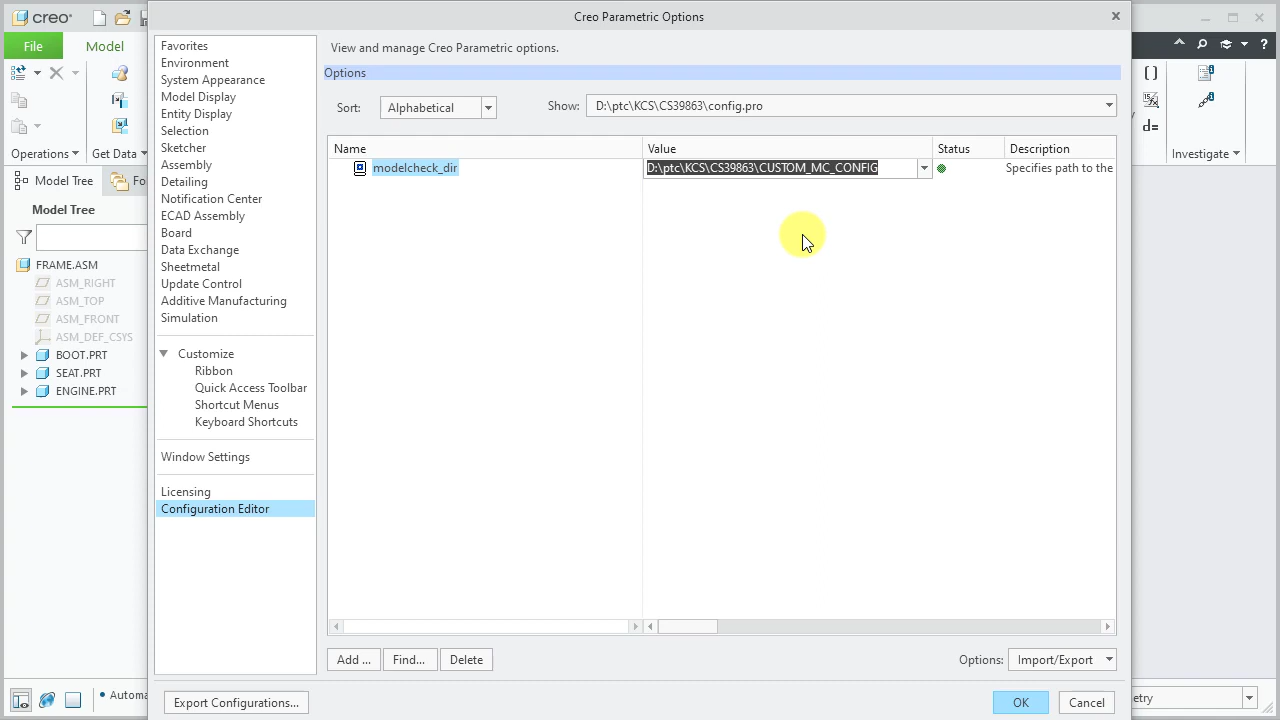 creo
Creo Parametric Options
File
Model
Operations
Get Data
Model Tree
Fo
Model Tree
FRAME.ASM
ASM_RIGHT
ASM_TOP
ASM_FRONT
ASM_DEF_CSYS
BOOT.PRT
SEAT.PRT
ENGINE.PRT
Automa
Favorites
Environment
System Appearance
Model Display
Entity Display
Selection
Sketcher
Assembly
Detailing
Notification Center
ECAD Assembly
Board
Data Exchange
Sheetmetal
Update Control
Additive Manufacturing
Simulation
Customize
Ribbon
Quick Access Toolbar
Shortcut Menus
Keyboard Shortcuts
Window Settings
Licensing
Configuration Editor
View and manage Creo Parametric options.
Options
Sort: Alphabetical Show: D:\ptc\KCS\CS39863\config.pro
Name Value Status Description
modelcheck_dir D:\ptc\KCS\CS39863\CUSTOM_MC_CONFIG Specifies path to the
Add ... Find... Delete Options: Import/Export
Export Configurations... OK Cancel
Investigate
etry